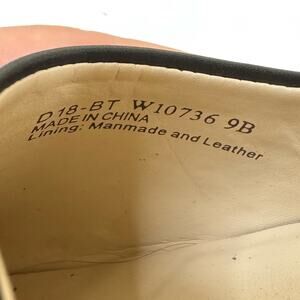 D18-BT W10736 9B
MADE IN CHINA
Lining: Manmade and Leather